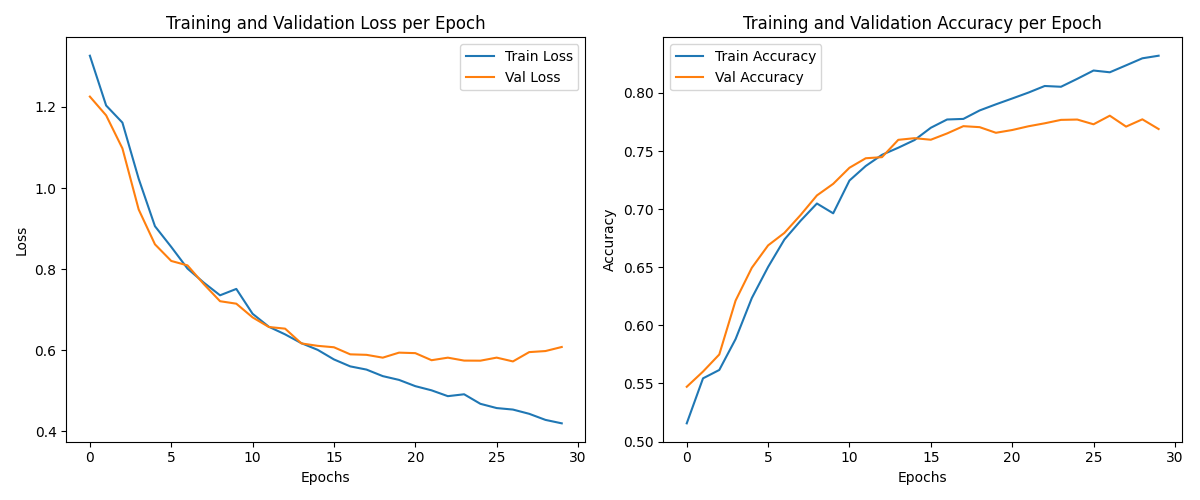 Training and Validation Loss per Epoch
Train Loss
Val Loss
1.2
1.0
0.8
0.6
0.4
Loss
0 5 10 15 20 25 30
Epochs
Training and Validation Accuracy per Epoch
Train Accuracy
Val Accuracy
0.80
0.75
0.70
0.65
0.60
0.55
0.50
Accuracy
0 5 10 15 20 25 30
Epochs